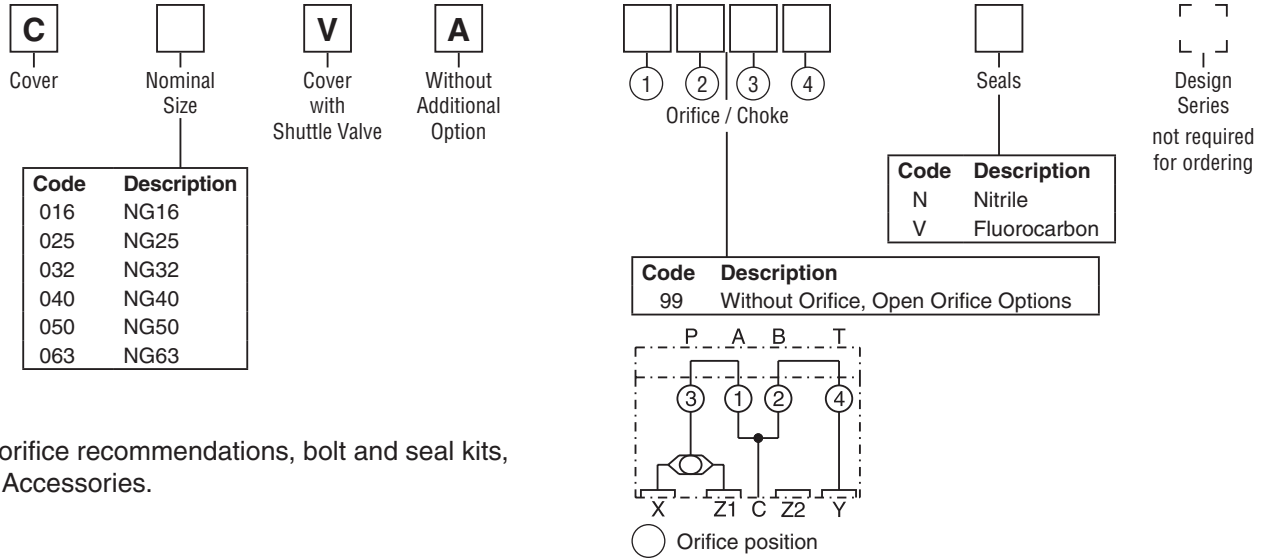 C V A
Cover
Nominal
Size
Cover
with
Shuttle Valve
Without
Additional
Option
1 2 3 4
Orifice / Choke
Seals
Design
Series
not required
for ordering
Code Description
016 NG16
025 NG25
032 NG32
040 NG40
050 NG50
063 NG63
Code Description
N Nitrile
V Fluorocarbon
Code Description
99 Without Orifice, Open Orifice Options
P A B T
3 1 2 4
X Z1 C Z2 Y
Orifice position
orifice recommendations, bolt and seal kits,
Accessories.